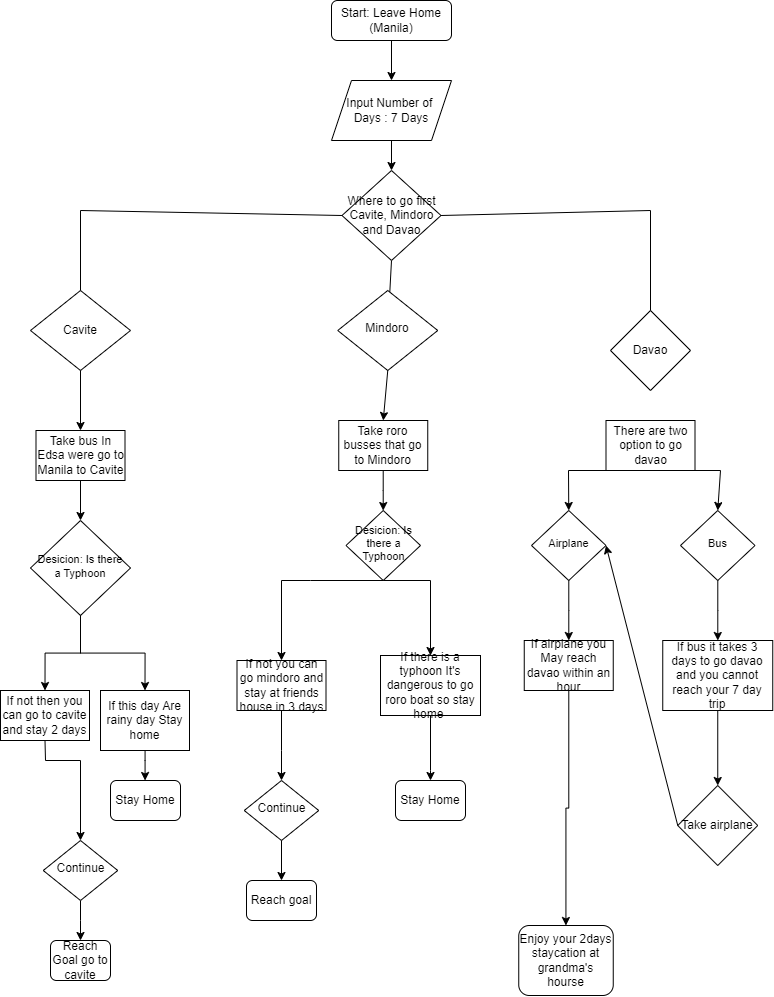 Start: Leave Home
(Manila)
Input Number of
Days : 7 Days
Where to go first
Cavite, Mindoro
and Davao
Cavite
Mindoro
Davao
Take bus In
Edsa were go to
Manila to Cavite
Take roro
busses that go
to Mindoro
There are two
option to go
davao
Desicion: Is there
a Typhoon
Desicion: Is
there a
Typhoon
Airplane
Bus
If not then you
can go to cavite
and stay 2 days
If this day Are
rainy day Stay
home
If not you can
go mindoro and
stay at friends
house in 3 days
If there is a
typhoon It's
dangerous to go
roro boat so stay
home
If airplane you
May reach
davao within an
hour
If bus it takes 3
days to go davao
and you cannot
reach your 7 day
trip
Stay Home
Continue
Stay Home
Take airplane
Continue
Reach goal
Reach
Goal go to
cavite
Enjoy your 2days
staycation at
grandma's
hourse